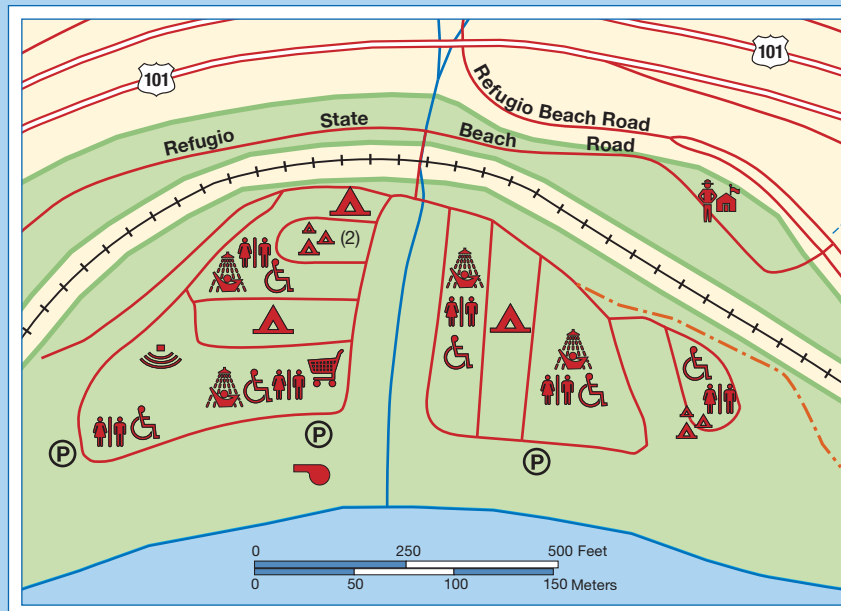 101
101
Refugio Beach Road
Refugio State Beach Road
(2)
P
P
P
0 250 500 Feet
0 50 100 150 Meters